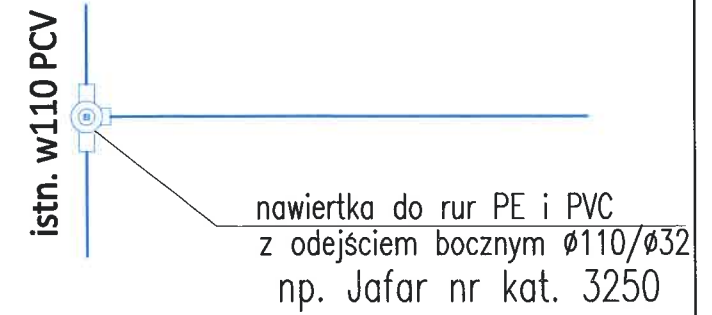 istn. w110 PCV
nawiertka do rur PE i PVC
z odejściem bocznym ø110/ø32
np. Jafar nr kat. 3250